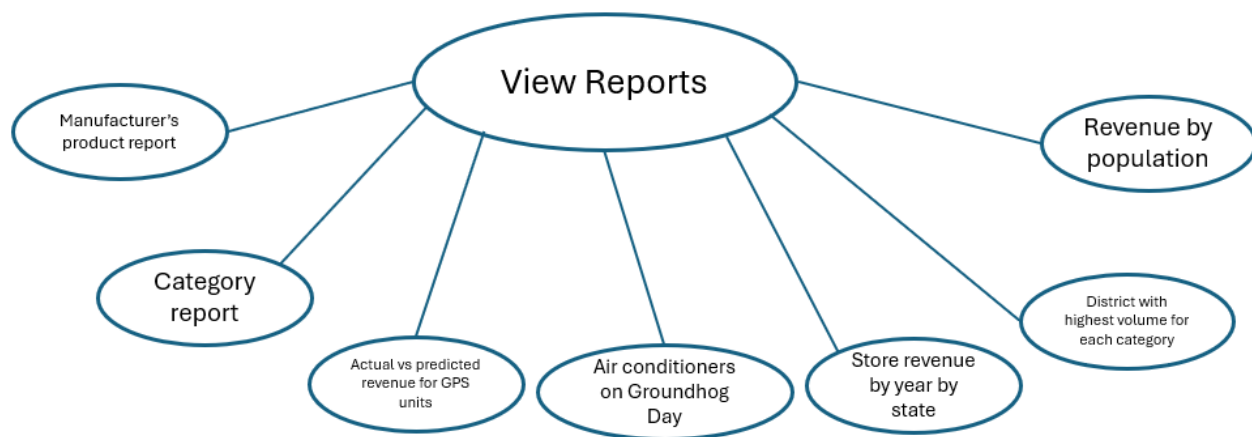 View Reports
Manufacturer’s
product report
Revenue by
population
Category
report
District with
highest volume for
each category
Actual vs predicted
revenue for GPS
units
Air conditioners
on Groundhog
Day
Store revenue
by year by
state